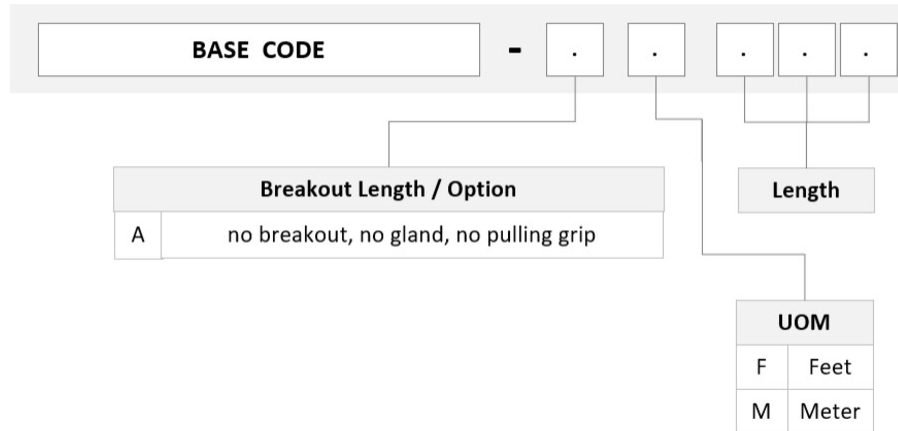 BASE CODE - . . . . .
Breakout Length / Option
A no breakout, no gland, no pulling grip
Length
UOM
F Feet
M Meter